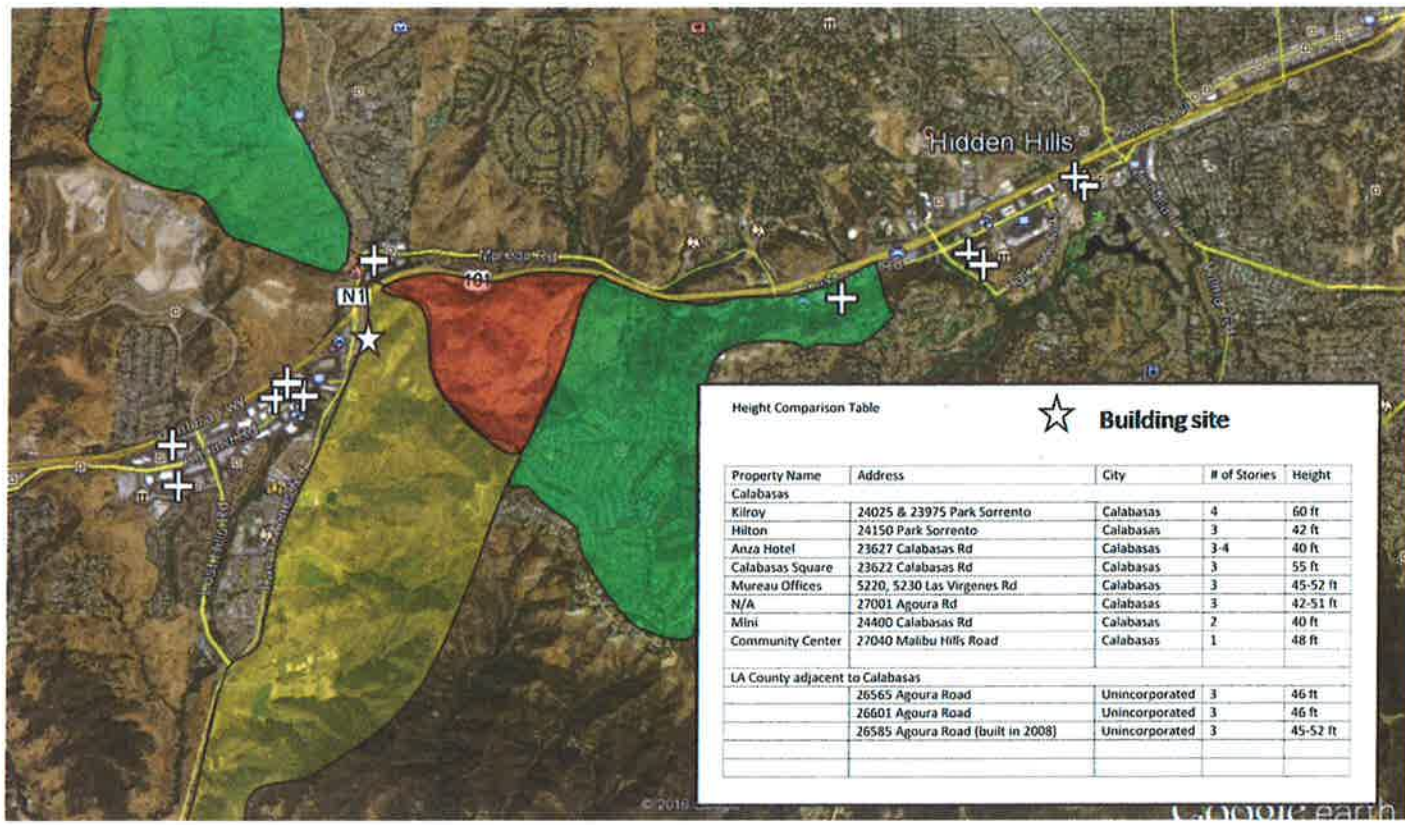 Hidden Hills
Mureau Rd
101
N1
Height Comparison Table
Building site
Property Name Address City # of Stories Height
Calabasas
Kilroy 24025 & 23975 Park Sorrento Calabasas 4 60 ft
Hilton 24150 Park Sorrento Calabasas 3 42 ft
Anza Hotel 23627 Calabasas Rd Calabasas 3-4 40 ft
Calabasas Square 23622 Calabasas Rd Calabasas 3 55 ft
Mureau Offices 5220, 5230 Las Virgenes Rd Calabasas 3 45-52 ft
N/A 27001 Agoura Rd Calabasas 3 42-51 ft
Mini 24400 Calabasas Rd Calabasas 2 40 ft
Community Center 27040 Malibu Hills Road Calabasas 1 48 ft
LA County adjacent to Calabasas
26565 Agoura Road Unincorporated 3 46 ft
26601 Agoura Road Unincorporated 3 46 ft
26585 Agoura Road (built in 2008) Unincorporated 3 45-52 ft
© 2016
Google earth